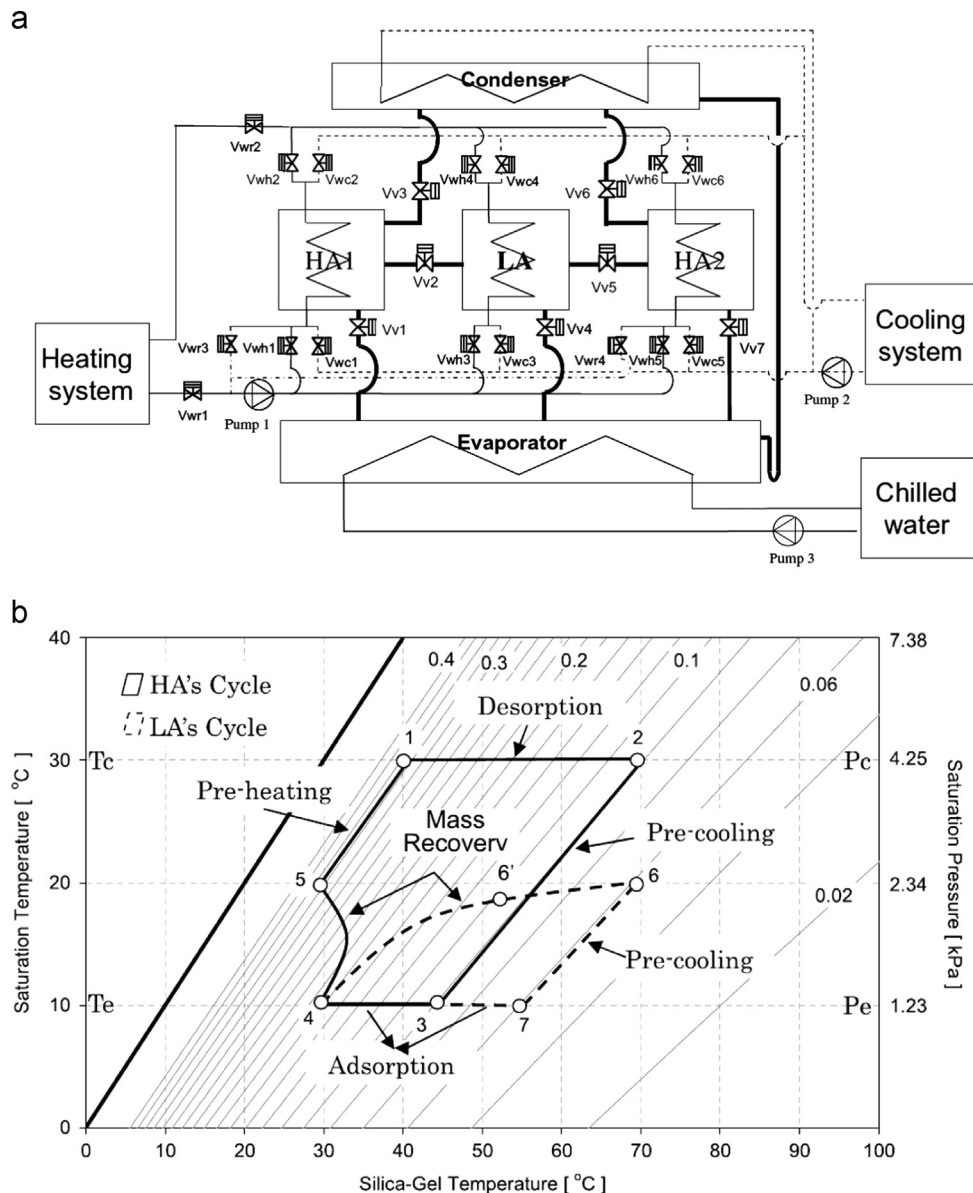 a
Condenser
Vwr2
Vwh2
Vwc2
Vv3
Vwh4
Vwc4
Vv6
Vwh6
Vwc6
HA1
LA
HA2
Vv2
Vv5
Vv1
Vv4
Vv7
Heating
system
Cooling
system
Vwr3
Vwh1
Vwc1
Vwh3
Vwc3
Vwr4
Vwh5
Vwc5
Vwr1
Pump 1
Pump 2
Evaporator
Chilled
water
Pump 3
b
40
30
20
10
0
Saturation Temperature [ °C ]
HA's Cycle
LA's Cycle
0.4
0.3
0.2
0.1
0.06
0.02
7.38
4.25
2.34
1.23
Saturation Pressure [ kPa ]
Tc
Te
Pc
Pe
1
2
Desorption
Pre-heating
Mass
Recovery
Pre-cooling
5
6'
6
Pre-cooling
4
3
7
Adsorption
0 10 20 30 40 50 60 70 80 90 100
Silica-Gel Temperature [ °C ]